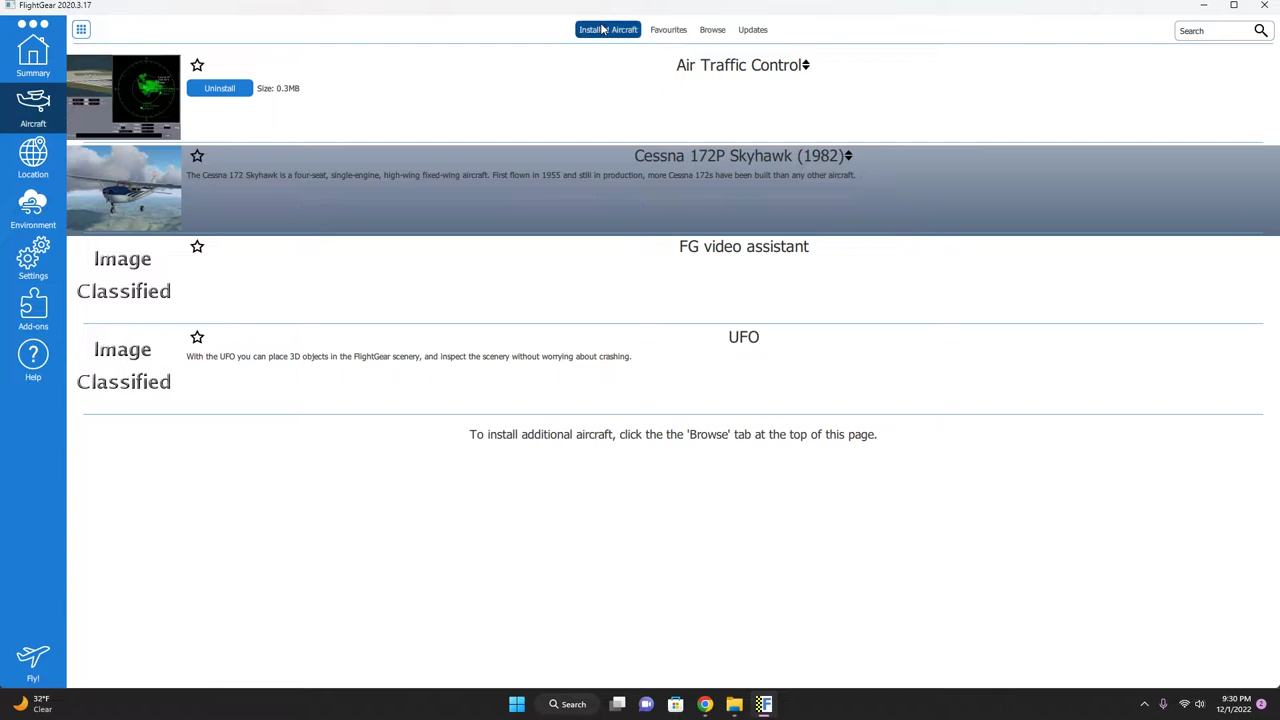 FlightGear 2020.3.17
Installed Aircraft
Favourites
Browse
Updates
Search
Summary
Aircraft
Location
Environment
Settings
Add-ons
Help
Fly!
Air Traffic Control
Uninstall
Size: 0.3MB
Cessna 172P Skyhawk (1982)
The Cessna 172 Skyhawk is a four-seat, single-engine, high-wing fixed-wing aircraft. First flown in 1955 and still in production, more Cessna 172s have been built than any other aircraft.
FG video assistant
Image
Classified
UFO
With the UFO you can place 3D objects in the FlightGear scenery, and inspect the scenery without worrying about crashing.
Image
Classified
To install additional aircraft, click the the 'Browse' tab at the top of this page.
32°F
Clear
Search
9:30 PM
12/1/2022
2